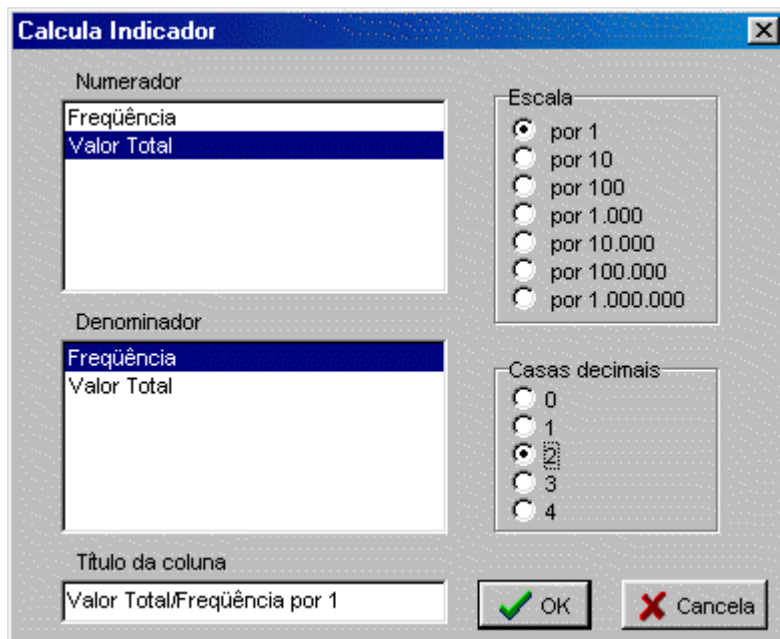 Calcula Indicador
Numerador
Freqüência
Valor Total
Denominador
Freqüência
Valor Total
Título da coluna
Valor Total/Freqüência por 1
Escala
por 1
por 10
por 100
por 1.000
por 10.000
por 100.000
por 1.000.000
Casas decimais
0
1
2
3
4
OK
Cancela